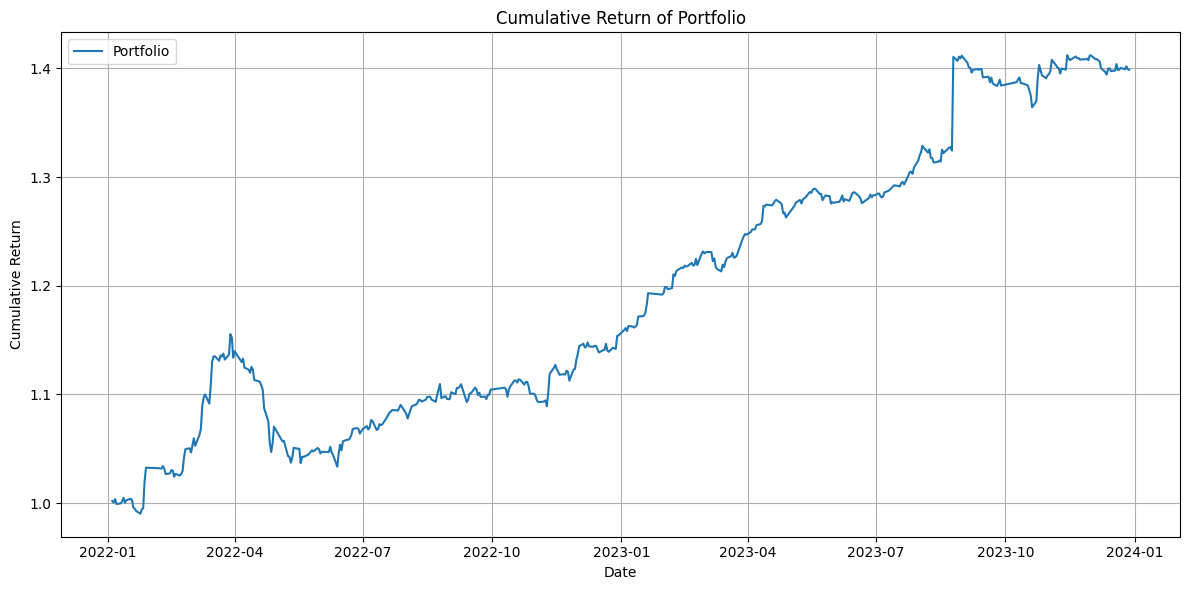 Cumulative Return of Portfolio
Portfolio
Cumulative Return
1.4
1.3
1.2
1.1
1.0
2022-01 2022-04 2022-07 2022-10 2023-01 2023-04 2023-07 2023-10 2024-01
Date